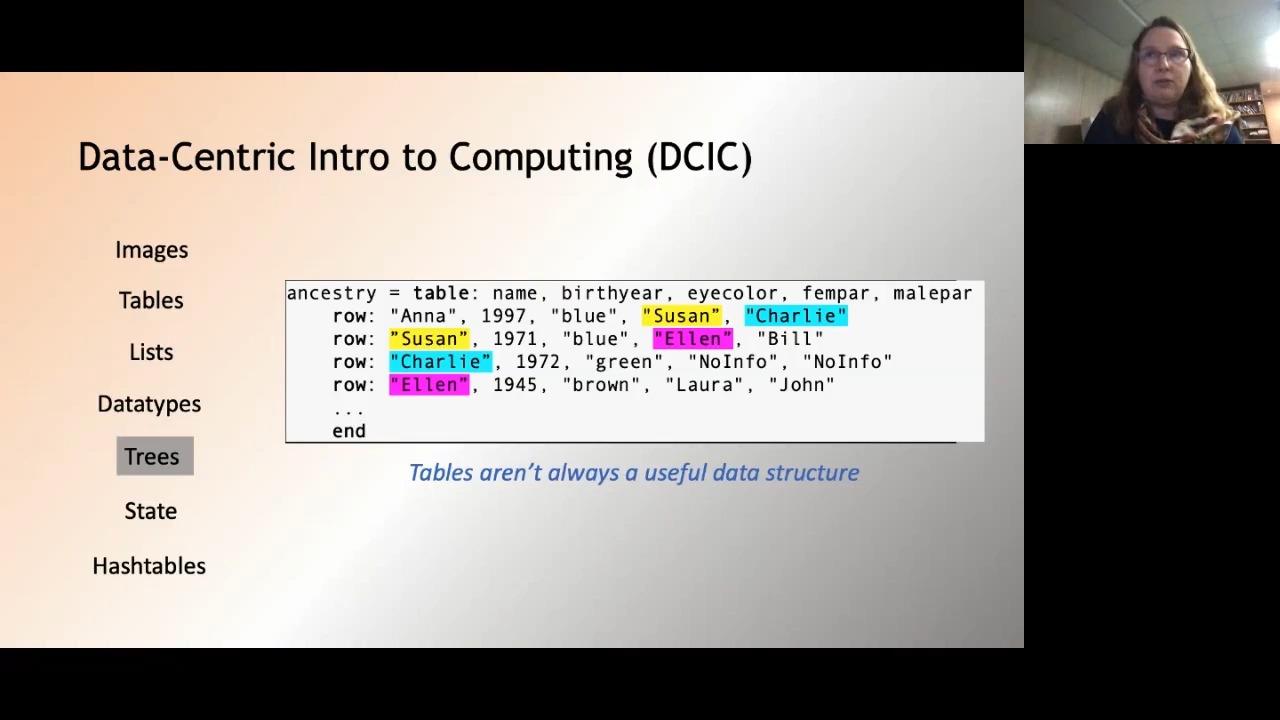 Data-Centric Intro to Computing (DCIC)
Images
Tables
Lists
Datatypes
Trees
State
Hashtables
ancestry = table: name, birthyear, eyecolor, fempar, malepar
row: "Anna", 1997, "blue", "Susan”, "Charlie"
row: ”Susan”, 1971, "blue", "Ellen”, "Bill"
row: "Charlie”, 1972, "green", "NoInfo", "NoInfo"
row: "Ellen”, 1945, "brown", "Laura", "John"
...
end
Tables aren’t always a useful data structure